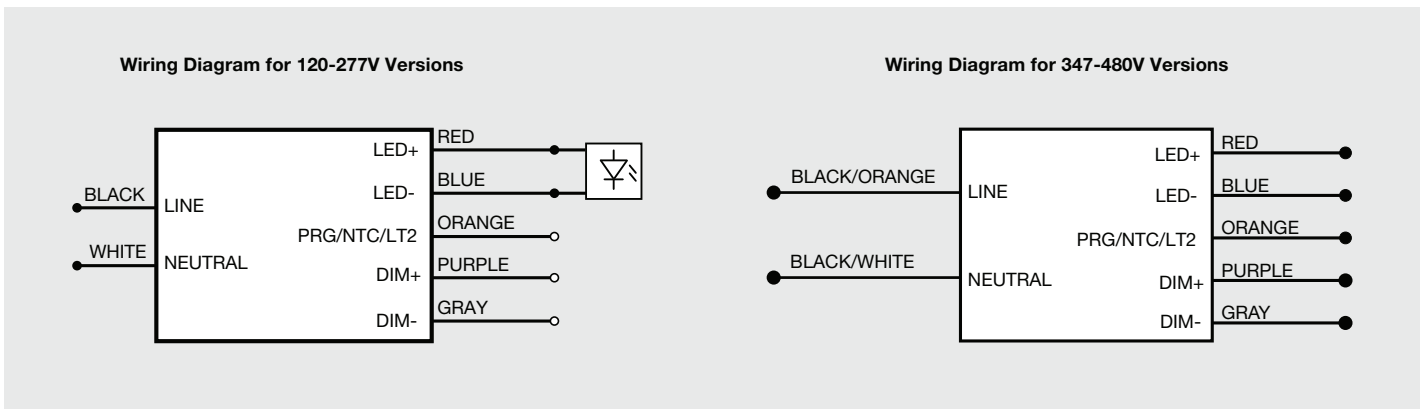 Wiring Diagram for 120-277V Versions
RED
LED+
BLUE
LED-
BLACK
LINE
ORANGE
PRG/NTC/LT2
WHITE
NEUTRAL
PURPLE
DIM+
GRAY
DIM-
Wiring Diagram for 347-480V Versions
RED
LED+
BLACK/ORANGE
LINE
BLUE
LED-
ORANGE
PRG/NTC/LT2
BLACK/WHITE
NEUTRAL
PURPLE
DIM+
GRAY
DIM-